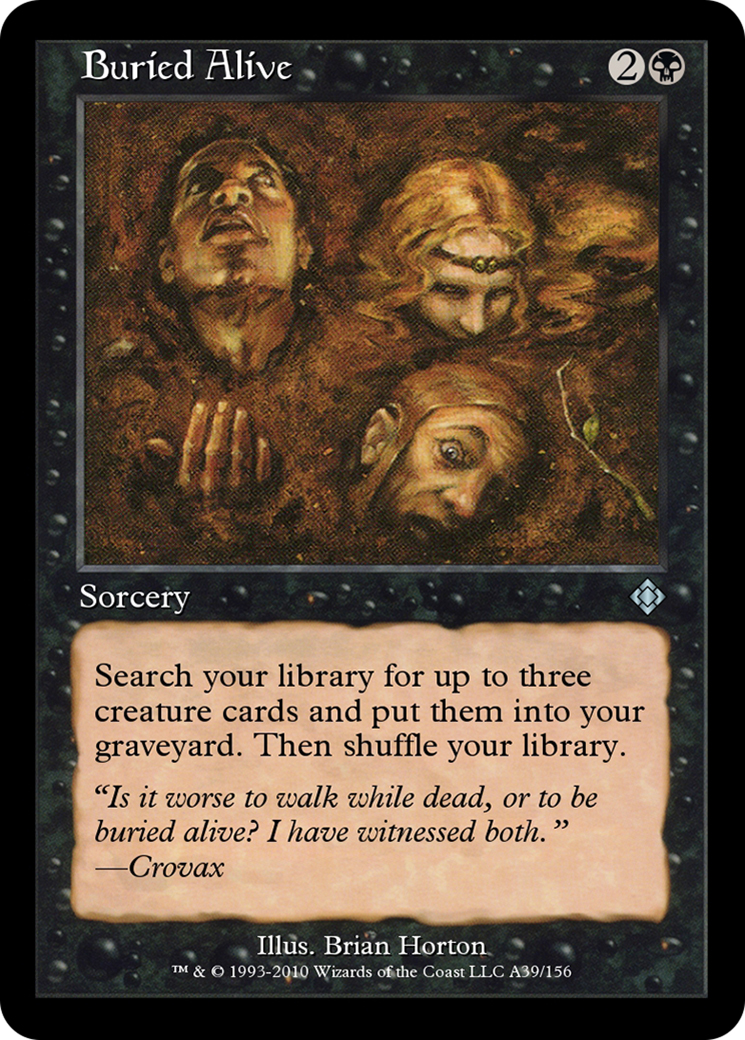 Buried Alive
2
Sorcery
Search your library for up to three
creature cards and put them into your
graveyard. Then shuffle your library.
“Is it worse to walk while dead, or to be
buried alive? I have witnessed both.”
—Crovax
Illus. Brian Horton
™ & © 1993-2010 Wizards of the Coast LLC A39/156